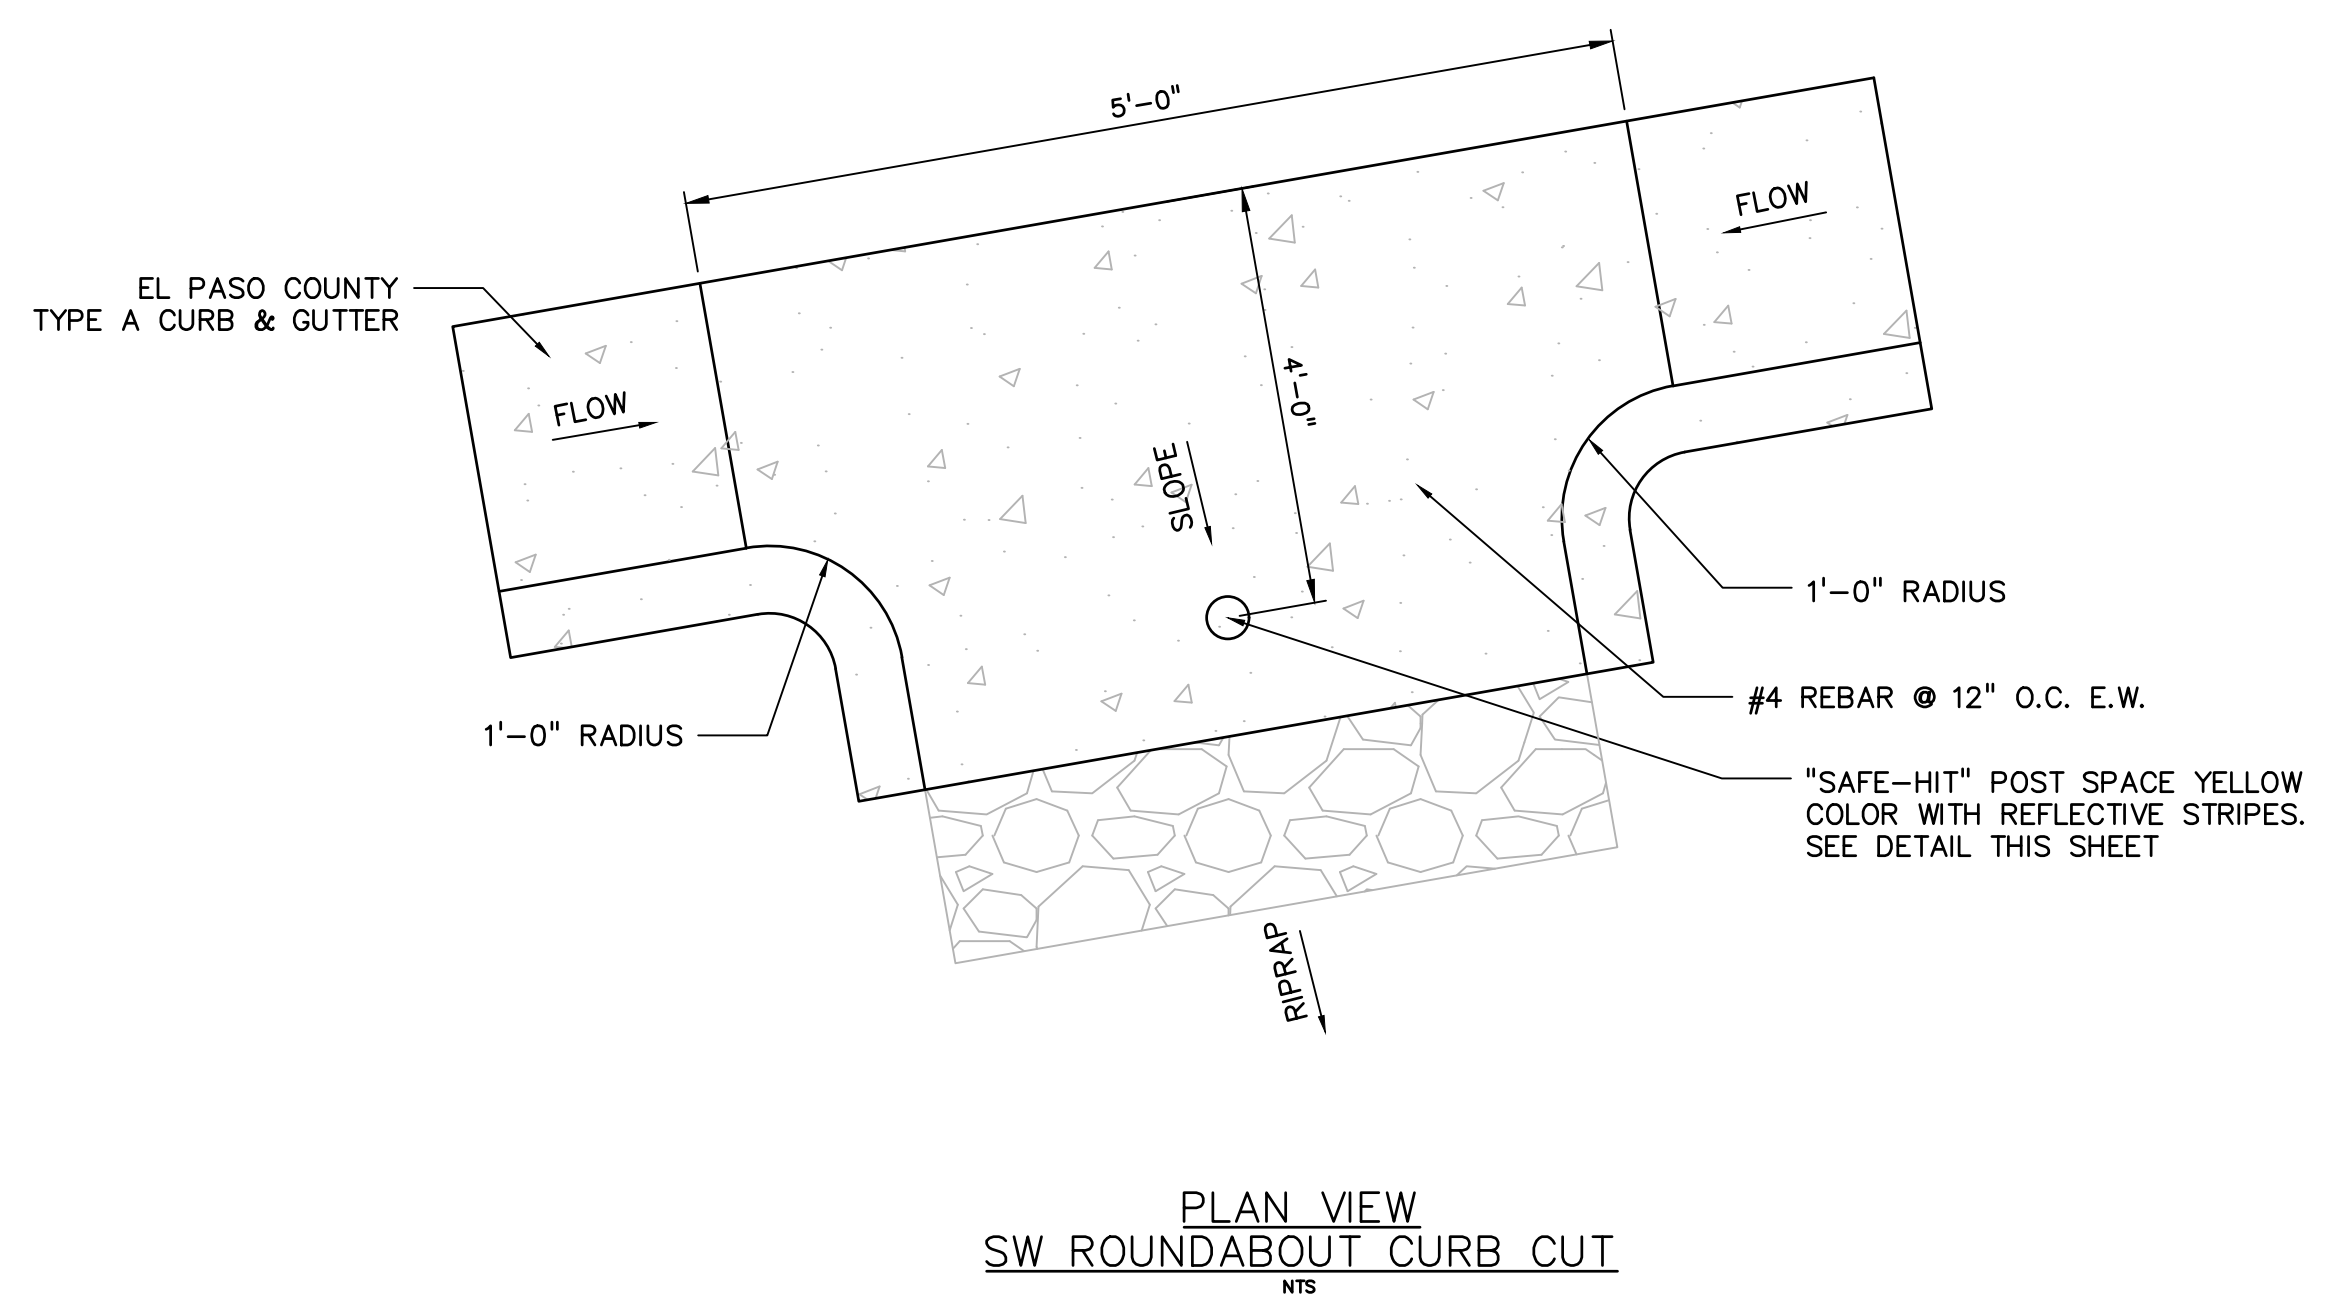 5'-0"
FLOW
EL PASO COUNTY
TYPE A CURB & GUTTER
FLOW
4'-0"
SLOPE
1'-0" RADIUS
#4 REBAR @ 12" O.C. E.W.
1'-0" RADIUS
"SAFE-HIT" POST SPACE YELLOW
COLOR WITH REFLECTIVE STRIPES.
SEE DETAIL THIS SHEET
RIPRAP
PLAN VIEW
SW ROUNDABOUT CURB CUT
NTS